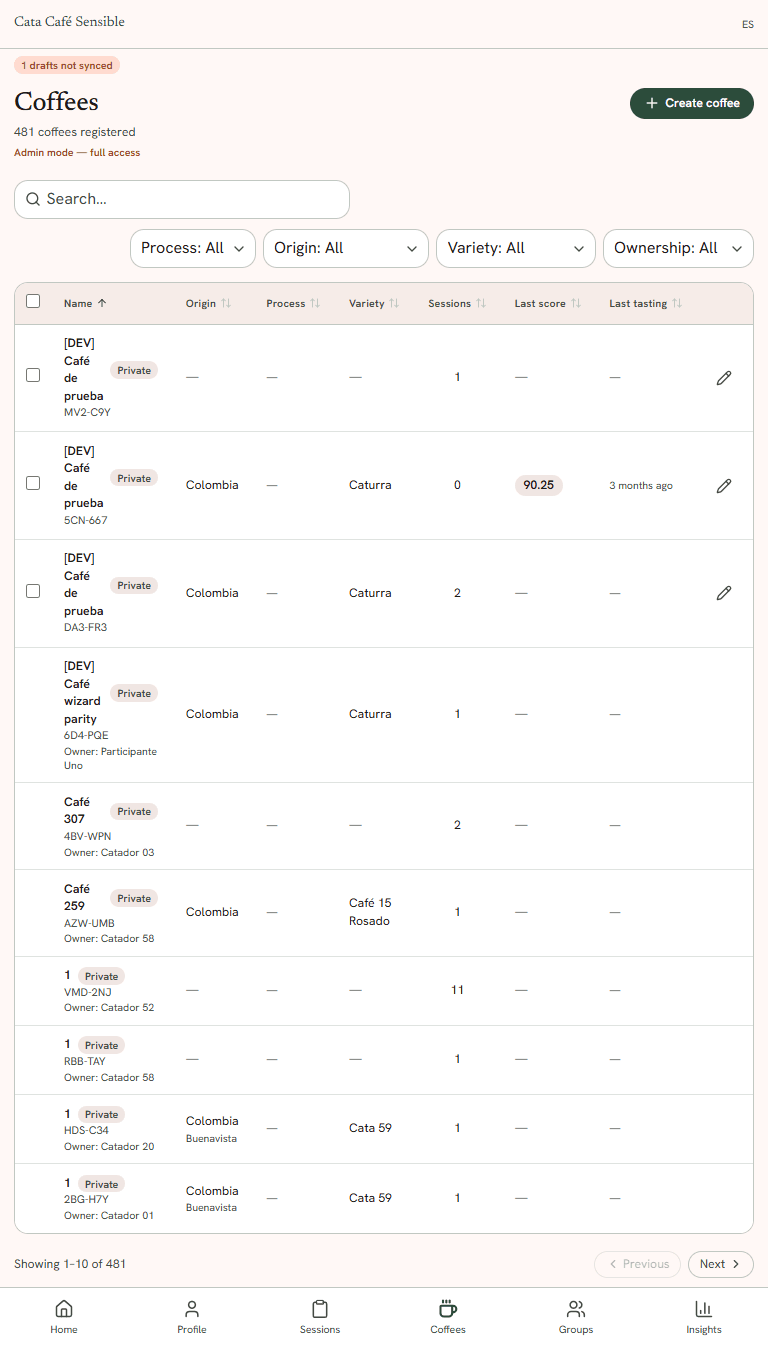 Cata Café Sensible
ES
1 drafts not synced
Coffees
Create coffee
481 coffees registered
Admin mode — full access
Search...
Process: All
Origin: All
Variety: All
Ownership: All
Name
Origin
Process
Variety
Sessions
Last score
Last tasting
[DEV]
Café
de
prueba
Private
MV2-C9Y
—
—
—
1
—
—
[DEV]
Café
de
prueba
Private
5CN-667
Colombia
—
Caturra
0
90.25
3 months ago
[DEV]
Café
de
prueba
Private
DA3-FR3
Colombia
—
Caturra
2
—
—
[DEV]
Café
wizard
parity
Private
6D4-PQE
Owner: Participante
Uno
Colombia
—
Caturra
1
—
—
Café
307
Private
4BV-WPN
Owner: Catador 03
—
—
—
2
—
—
Café
259
Private
AZW-UMB
Owner: Catador 58
Colombia
—
Café 15
Rosado
1
—
—
1 Private
VMD-2NJ
Owner: Catador 52
—
—
—
11
—
—
1 Private
RBB-TAY
Owner: Catador 58
—
—
—
1
—
—
1 Private
HDS-C34
Owner: Catador 20
Colombia
Buenavista
—
Cata 59
1
—
—
1 Private
2BG-H7Y
Owner: Catador 01
Colombia
Buenavista
—
Cata 59
1
—
—
Showing 1–10 of 481
Previous
Next
Home
Profile
Sessions
Coffees
Groups
Insights